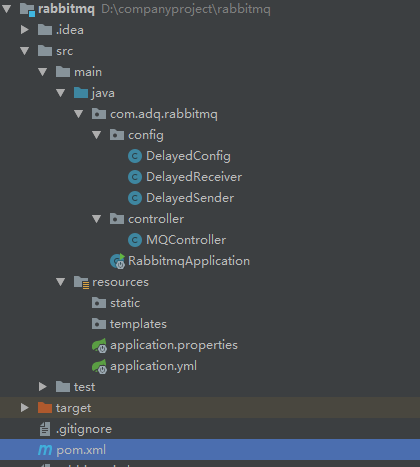 rabbitmq D:\companyproject\rabbitmq
.idea
src
main
java
com.adq.rabbitmq
config
DelayedConfig
DelayedReceiver
DelayedSender
controller
MQController
RabbitmqApplication
resources
static
templates
application.properties
application.yml
test
target
.gitignore
pom.xml